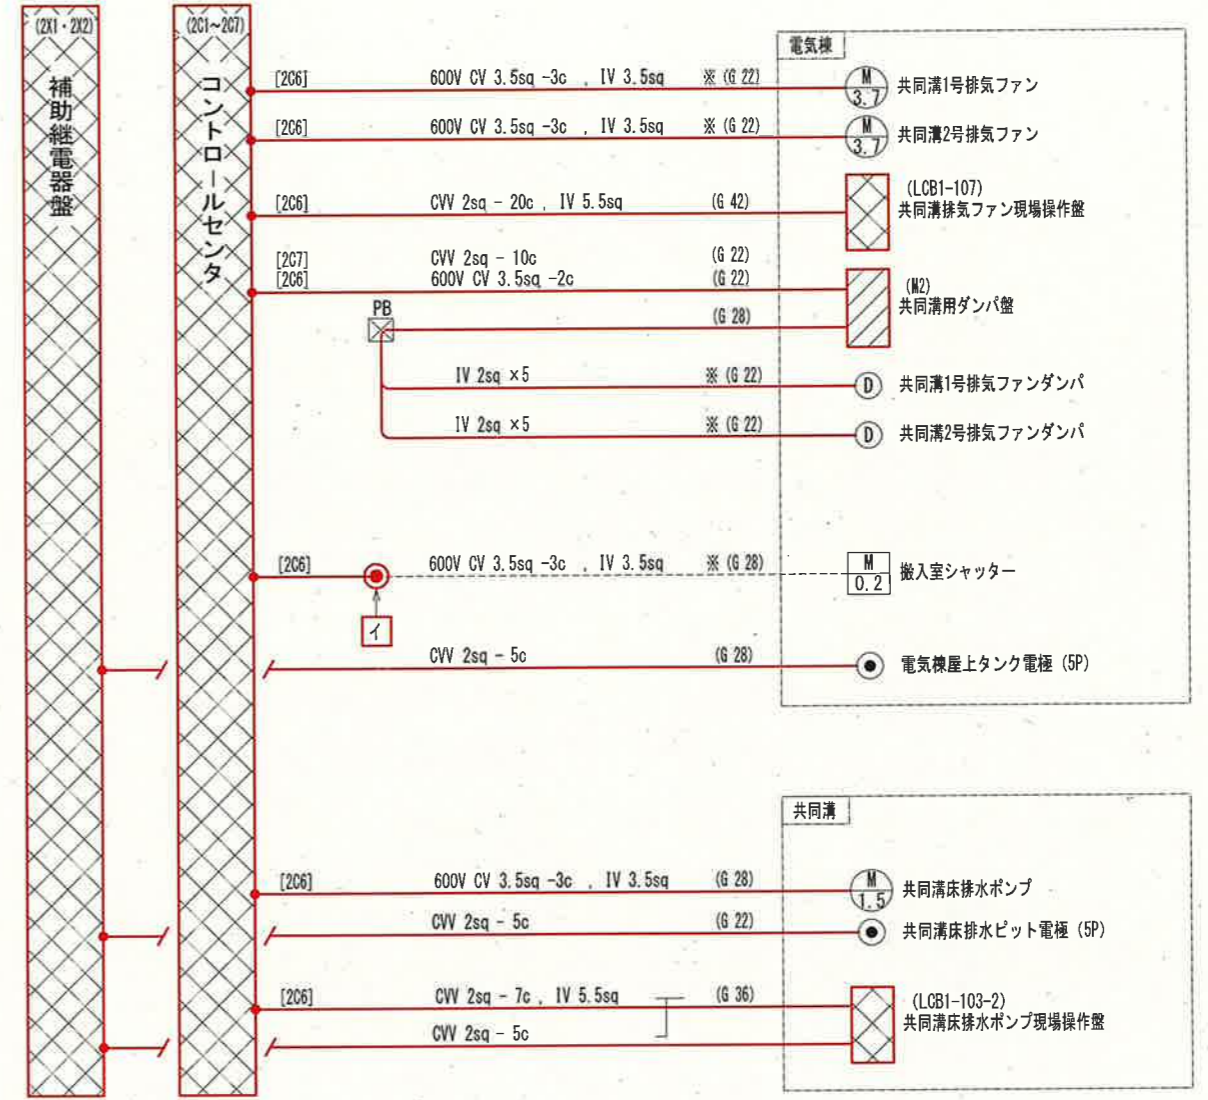 (2X1・2X2)
補助継電器盤
(2C1~2C7)
コントロールセンタ
電気棟
[2C6] 600V CV 3.5sq -3c , IV 3.5sq ※ (G 22) M 3.7 共同溝1号排気ファン
[2C6] 600V CV 3.5sq -3c , IV 3.5sq ※ (G 22) M 3.7 共同溝2号排気ファン
(LCB1-107)
[2C6] CVV 2sq - 20c , IV 5.5sq (G 42) 共同溝排気ファン現場操作盤
[2C7] CVV 2sq - 10c (G 22)
[2C6] 600V CV 3.5sq -2c (G 22)
(M2)
共同溝用ダンパ盤
PB (G 28)
IV 2sq ×5 ※ (G 22) D 共同溝1号排気ファンダンパ
IV 2sq ×5 ※ (G 22) D 共同溝2号排気ファンダンパ
[2C6] 600V CV 3.5sq -3c , IV 3.5sq ※ (G 28) M 0.2 搬入室シャッター
イ
CVV 2sq - 5c (G 28) 電気棟屋上タンク電極 (5P)
共同溝
[2C6] 600V CV 3.5sq -3c , IV 3.5sq (G 28) M 1.5 共同溝床排水ポンプ
CVV 2sq - 5c (G 22) 共同溝床排水ピット電極 (5P)
[2C6] CVV 2sq - 7c , IV 5.5sq (G 36) (LCB1-103-2)
共同溝床排水ポンプ現場操作盤
CVV 2sq - 5c